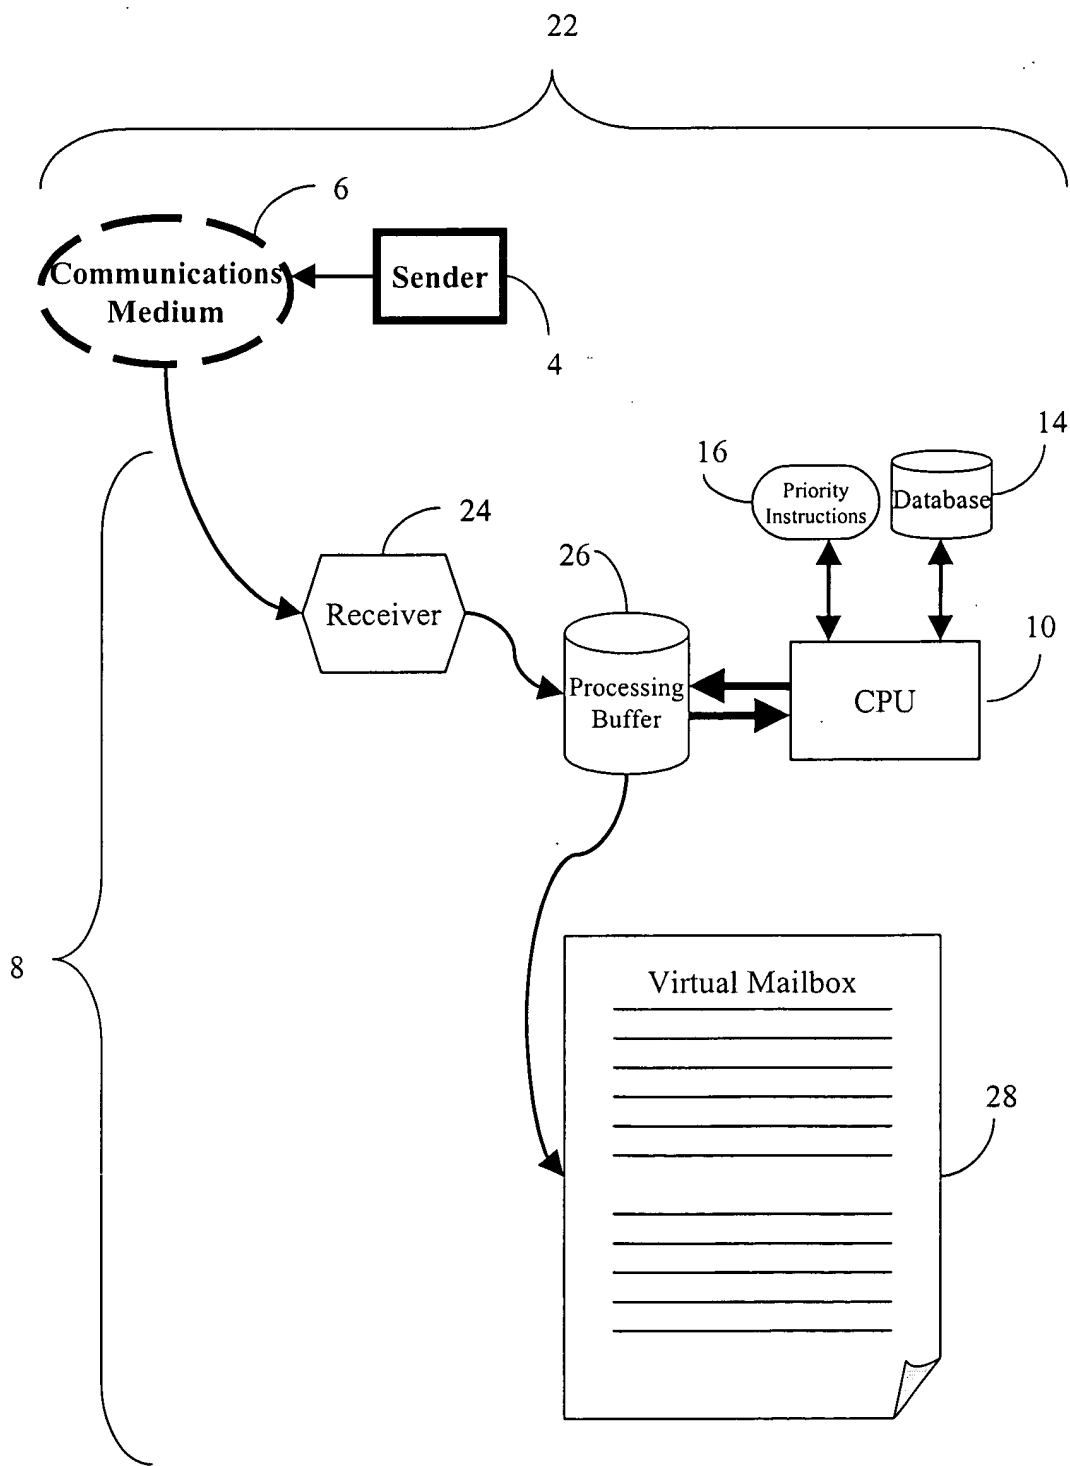 22
6
Communications
Medium
Sender
4
14
16
Priority
Instructions
Database
24
26
Receiver
10
Processing
Buffer
CPU
8
Virtual Mailbox
28